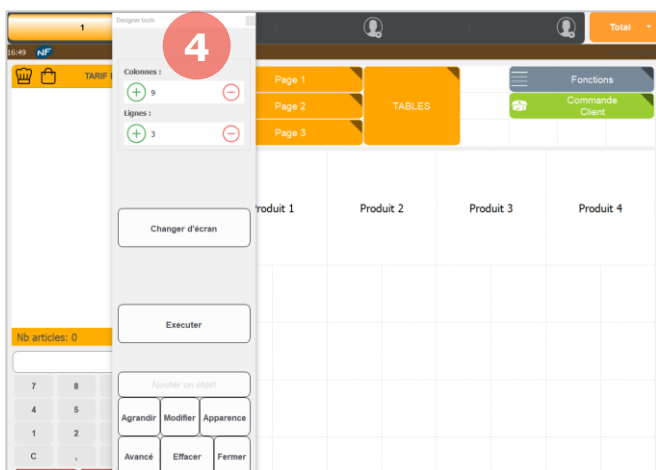 Designer tools
1
4
Total
16:49 NF
TARIF
Colonnes :
9
Lignes :
3
Page 1
Page 2
Page 3
TABLES
Fonctions
Commande
Client
Produit 1
Produit 2
Produit 3
Produit 4
Changer d'écran
Executer
Nb articles: 0
Ajouter un objet
7 8
4 5
1 2
C ,
Agrandir Modifier Apparence
Avancé Effacer Fermer